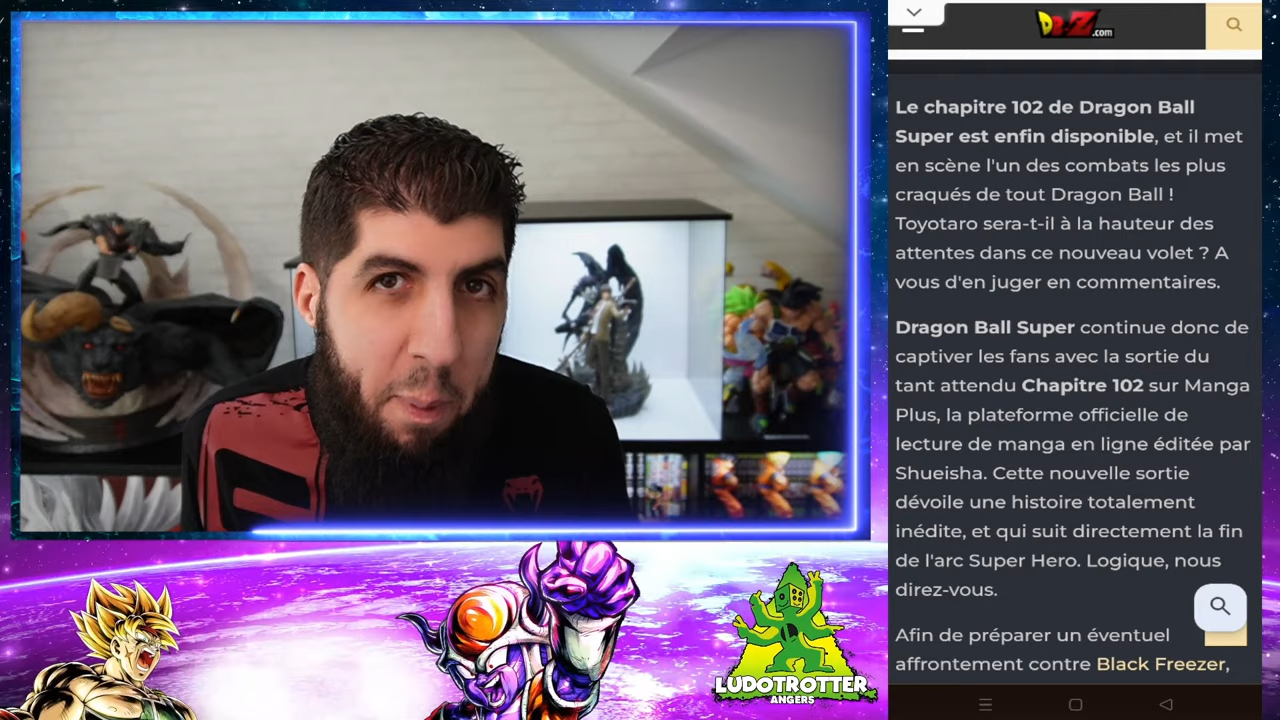 DBZ.com
Le chapitre 102 de Dragon Ball
Super est enfin disponible, et il met
en scène l'un des combats les plus
craqués de tout Dragon Ball !
Toyotaro sera-t-il à la hauteur des
attentes dans ce nouveau volet ? A
vous d'en juger en commentaires.
Dragon Ball Super continue donc de
captiver les fans avec la sortie du
tant attendu Chapitre 102 sur Manga
Plus, la plateforme officielle de
lecture de manga en ligne éditée par
Shueisha. Cette nouvelle sortie
dévoile une histoire totalement
inédite, et qui suit directement la fin
de l'arc Super Hero. Logique, nous
direz-vous.
Afin de préparer un éventuel
affrontement contre Black Freezer,
LUDOTROTTER
ANGERS